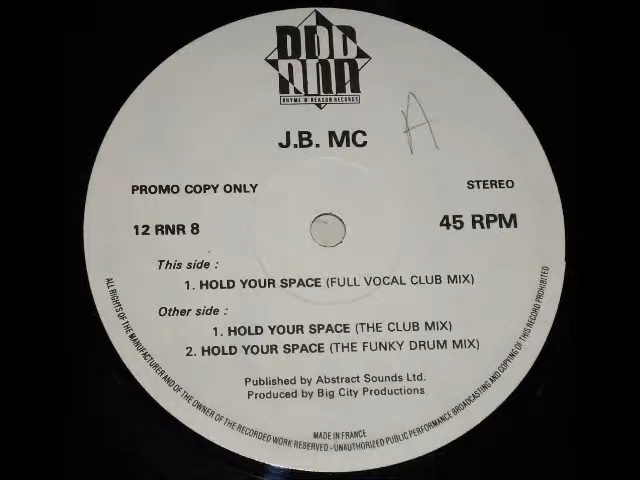 RNR
RHYME 'N' REASON RECORDS
J.B. MC
A
PROMO COPY ONLY
STEREO
12 RNR 8
45 RPM
This side :
1. HOLD YOUR SPACE (FULL VOCAL CLUB MIX)
Other side :
1. HOLD YOUR SPACE (THE CLUB MIX)
2. HOLD YOUR SPACE (THE FUNKY DRUM MIX)
Published by Abstract Sounds Ltd.
Produced by Big City Productions
MADE IN FRANCE
ALL RIGHTS OF THE MANUFACTURER AND OF THE OWNER OF THE RECORDED WORK RESERVED - UNAUTHORIZED PUBLIC PERFORMANCE BROADCASTING AND COPYING OF THIS RECORD PROHIBITED